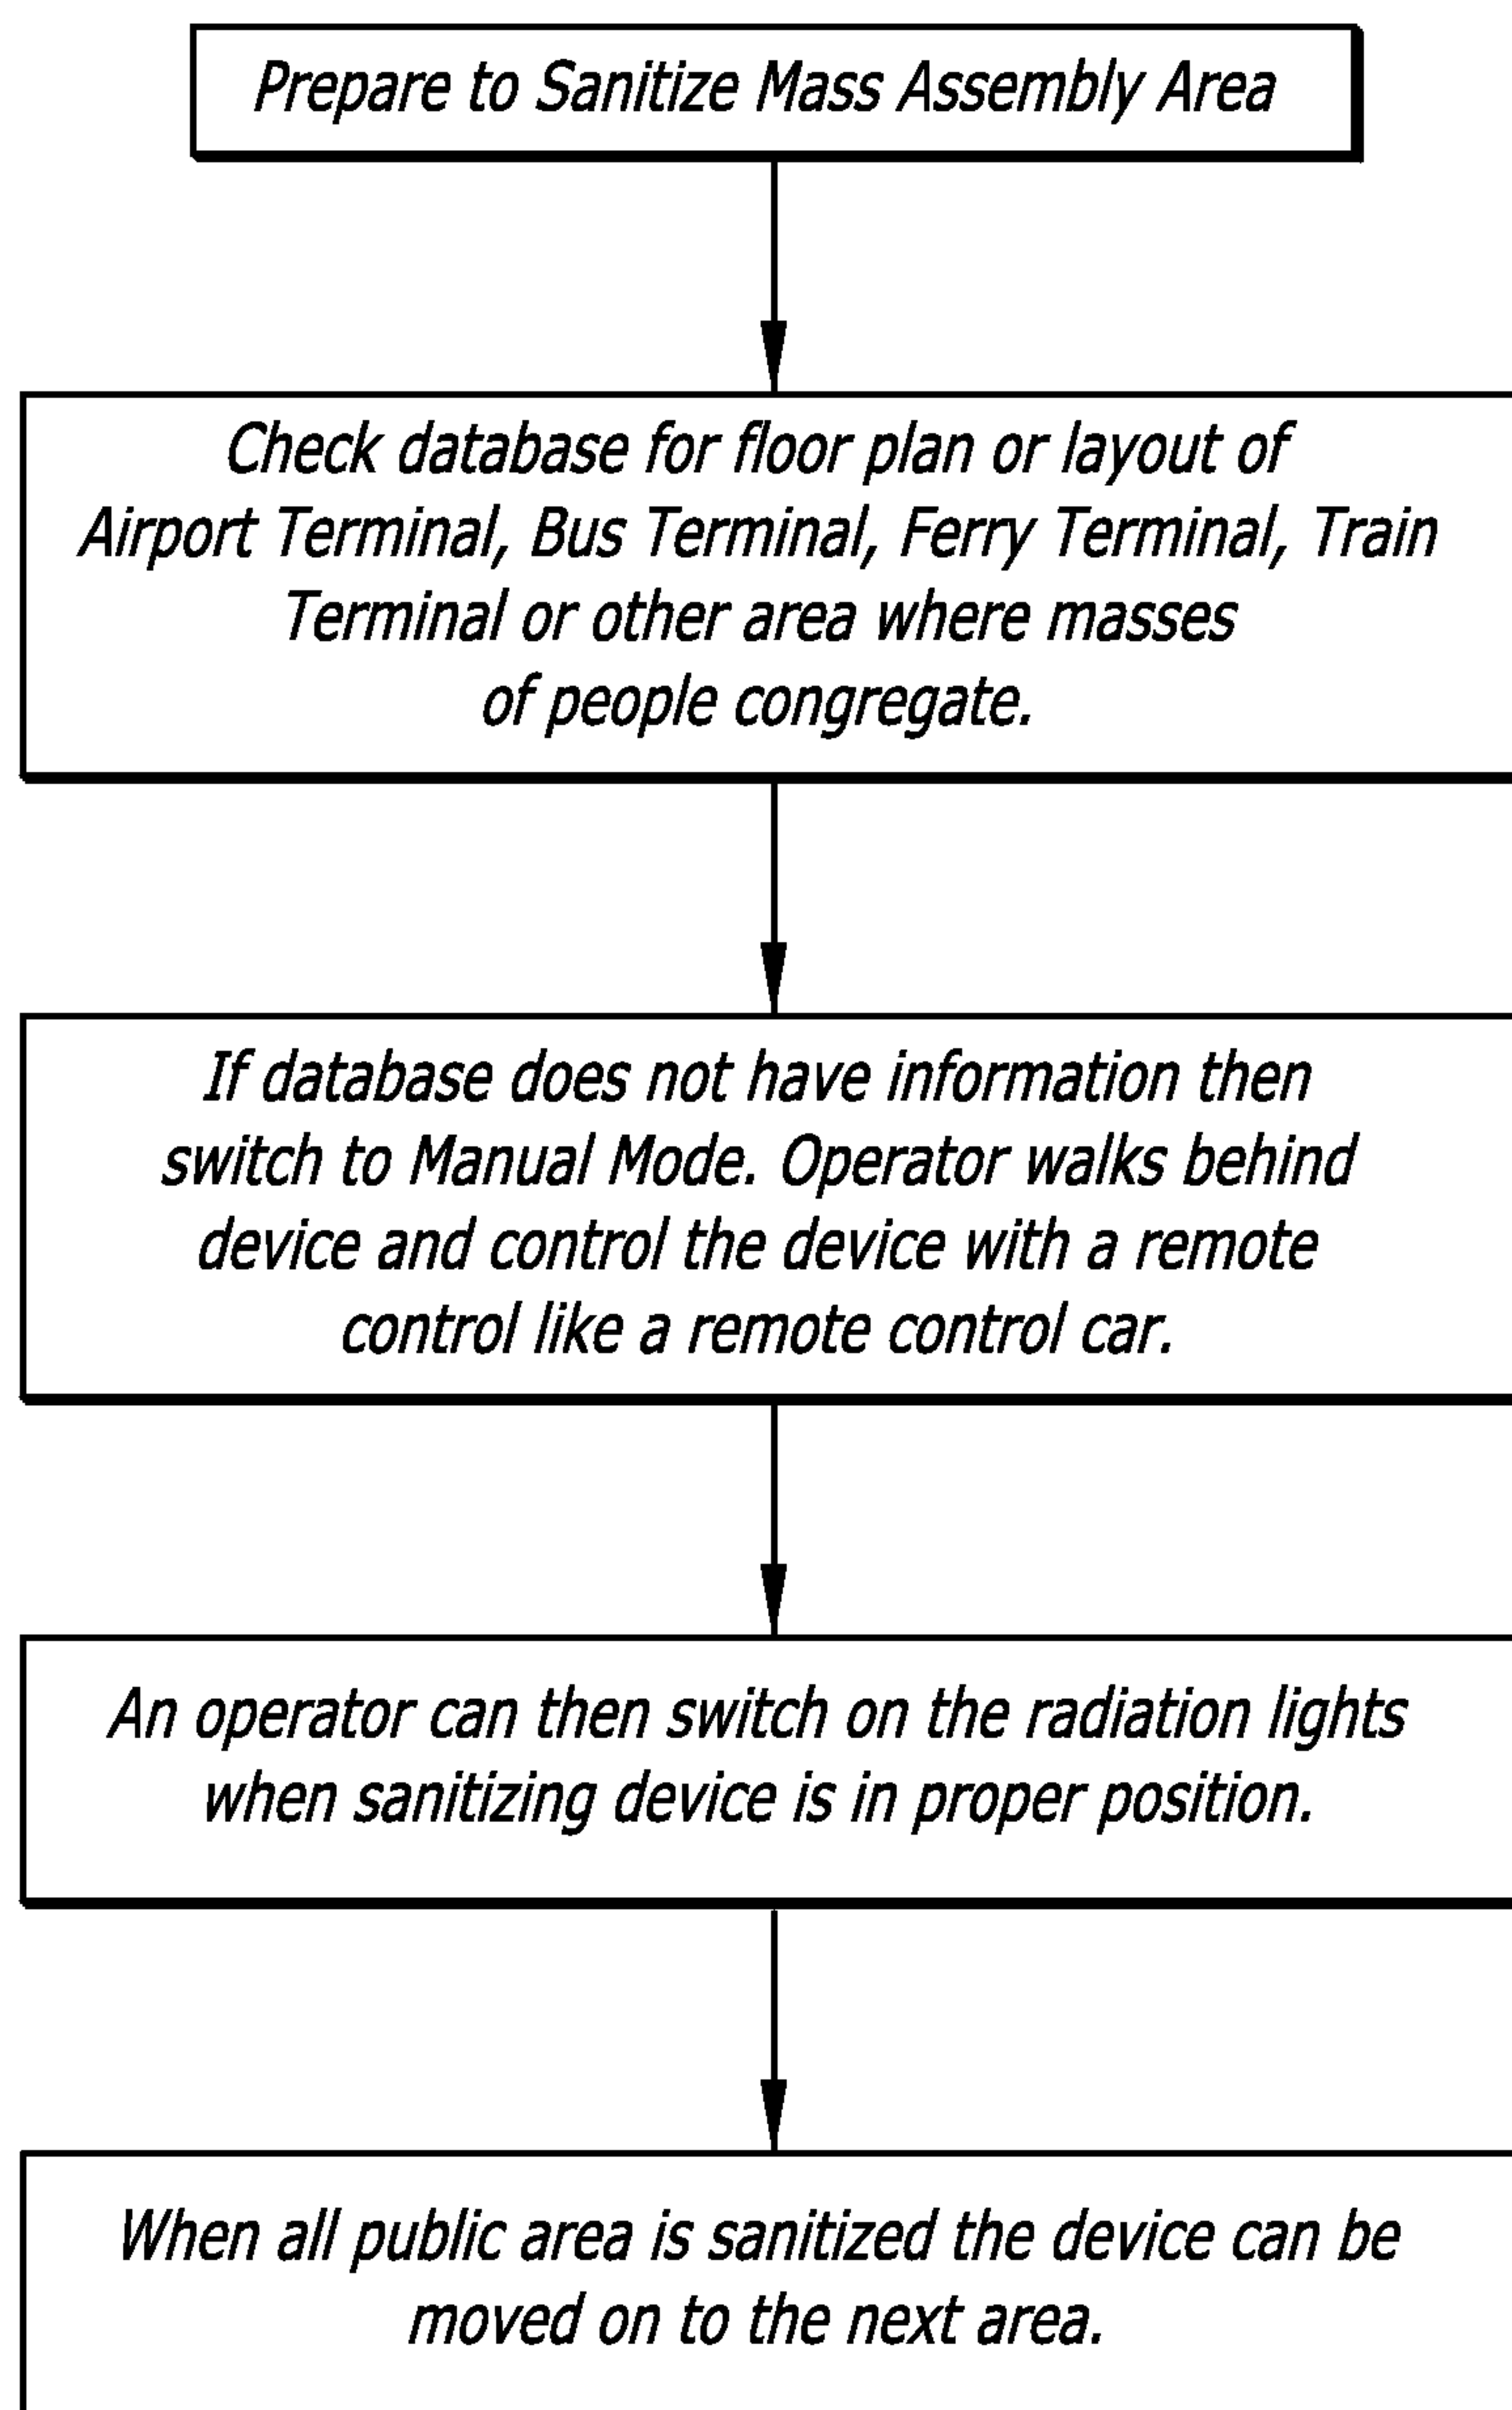 Prepare to Sanitize Mass Assembly Area
Check database for floor plan or layout of
Airport Terminal, Bus Terminal, Ferry Terminal, Train
Terminal or other area where masses
of people congregate.
If database does not have information then
switch to Manual Mode. Operator walks behind
device and control the device with a remote
control like a remote control car.
An operator can then switch on the radiation lights
when sanitizing device is in proper position.
When all public area is sanitized the device can be
moved on to the next area.